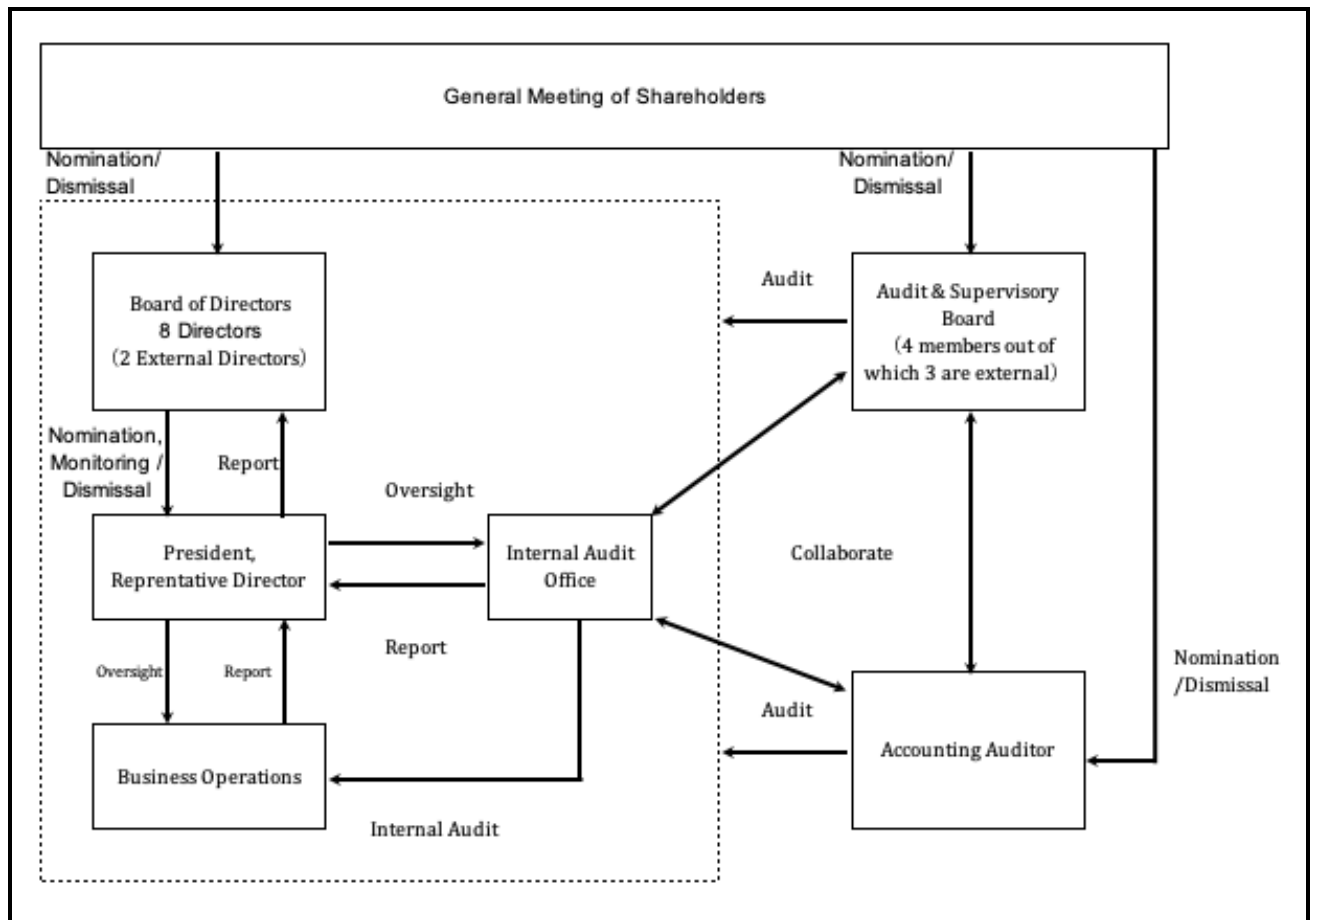 General Meeting of Shareholders
Nomination/
Dismissal
Nomination/
Dismissal
Board of Directors
8 Directors
(2 External Directors)
Audit
Audit & Supervisory
Board
(4 members out of
which 3 are external)
Nomination,
Monitoring /
Dismissal
Report
Oversight
President,
Reprentative Director
Internal Audit
Office
Collaborate
Oversight
Report
Report
Nomination
/Dismissal
Audit
Business Operations
Accounting Auditor
Internal Audit